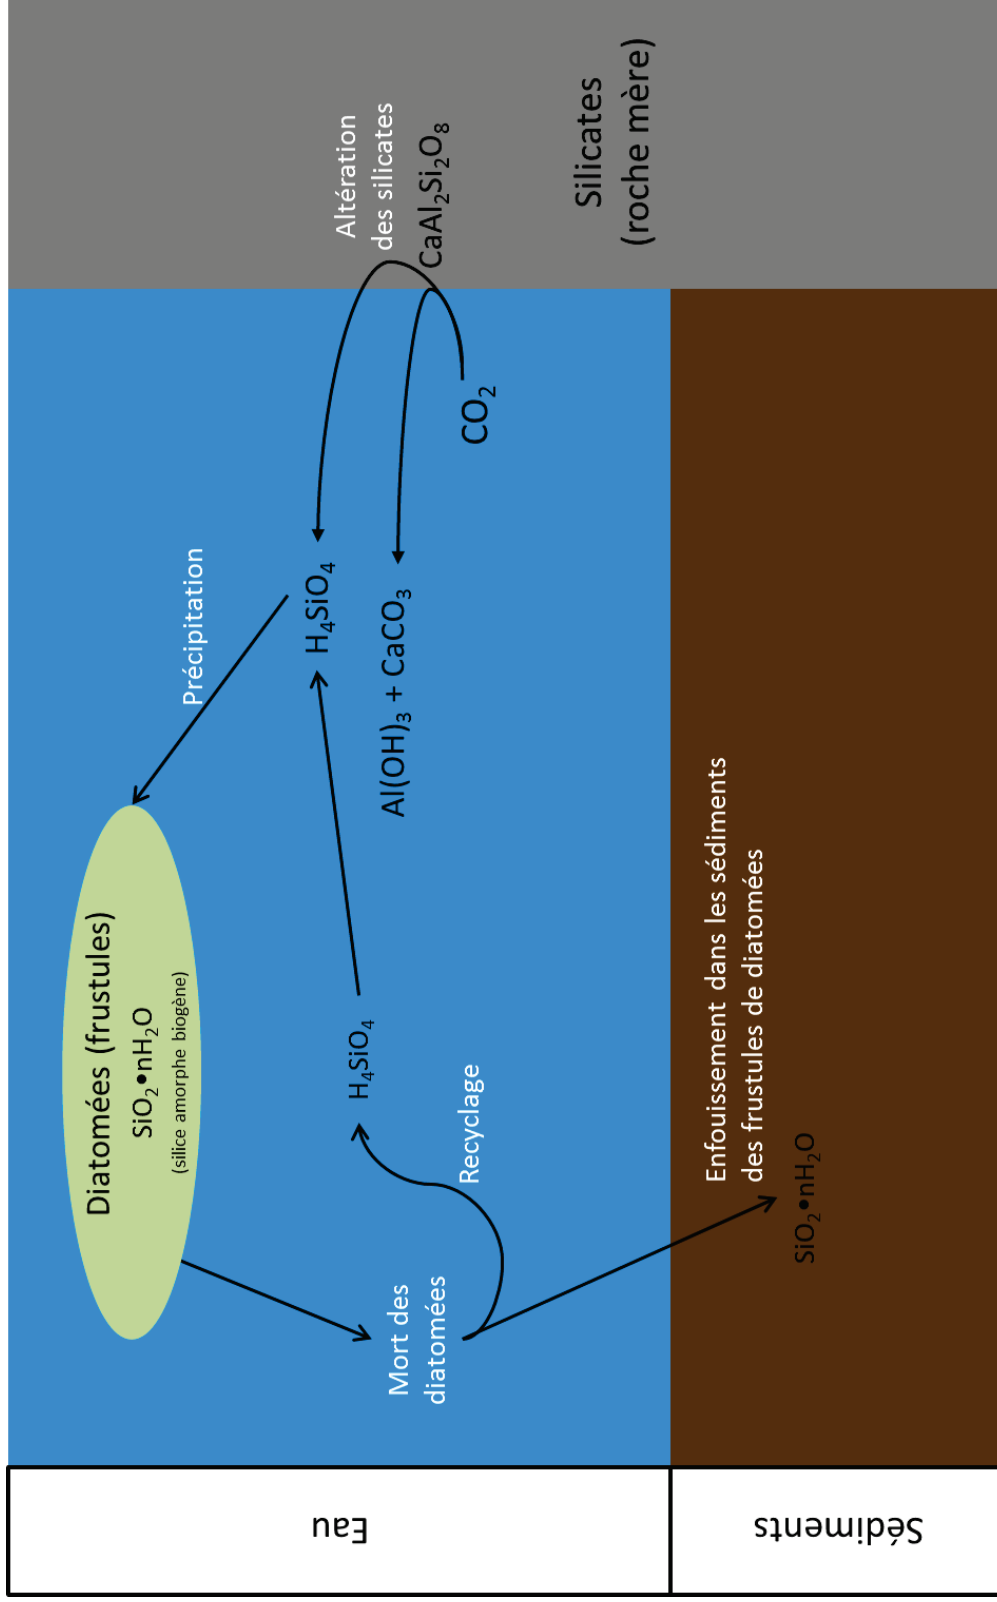 Diatomées (frustules)
SiO₂•nH₂O
(silice amorphe biogène)
Précipitation
Altération
des silicates
CaAl₂Si₂O₈
H₄SiO₄
H₄SiO₄
Al(OH)₃ + CaCO₃
CO₂
Mort des
diatomées
Recyclage
Silicates
(roche mère)
Enfouissement dans les sédiments
des frustules de diatomées
SiO₂•nH₂O
Eau
Sédiments